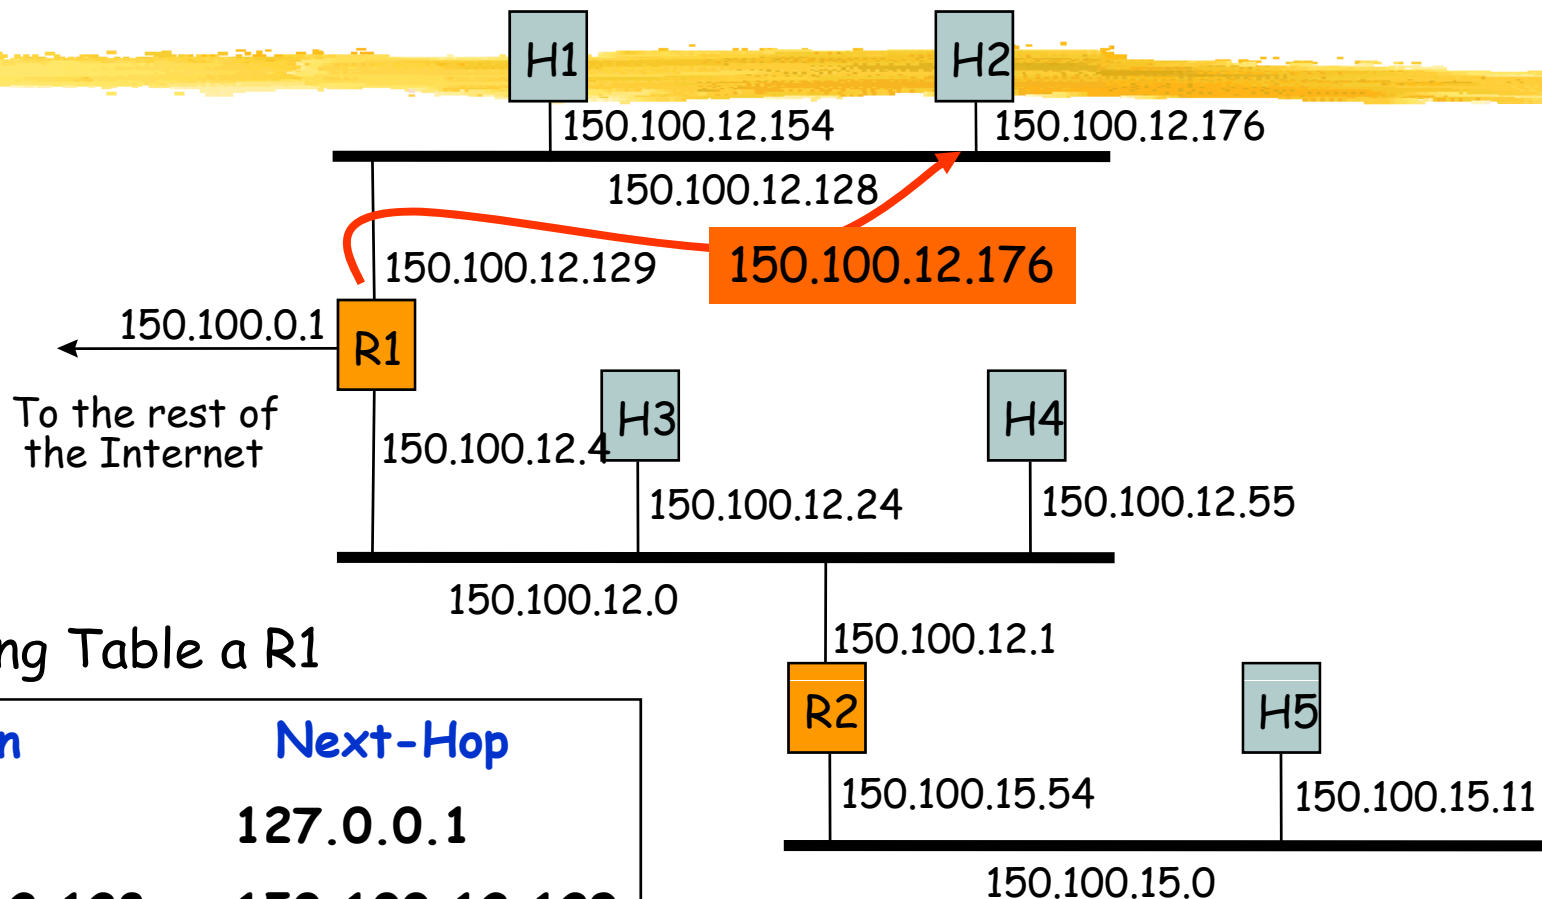 H1
H2
150.100.12.154
150.100.12.176
150.100.12.128
150.100.12.129
150.100.12.176
150.100.0.1
R1
To the rest of
the Internet
H3
H4
150.100.12.4
150.100.12.24
150.100.12.55
150.100.12.0
150.100.12.1
ng Table a R1
R2
H5
n Next-Hop
150.100.15.54
150.100.15.11
127.0.0.1
150.100.15.0